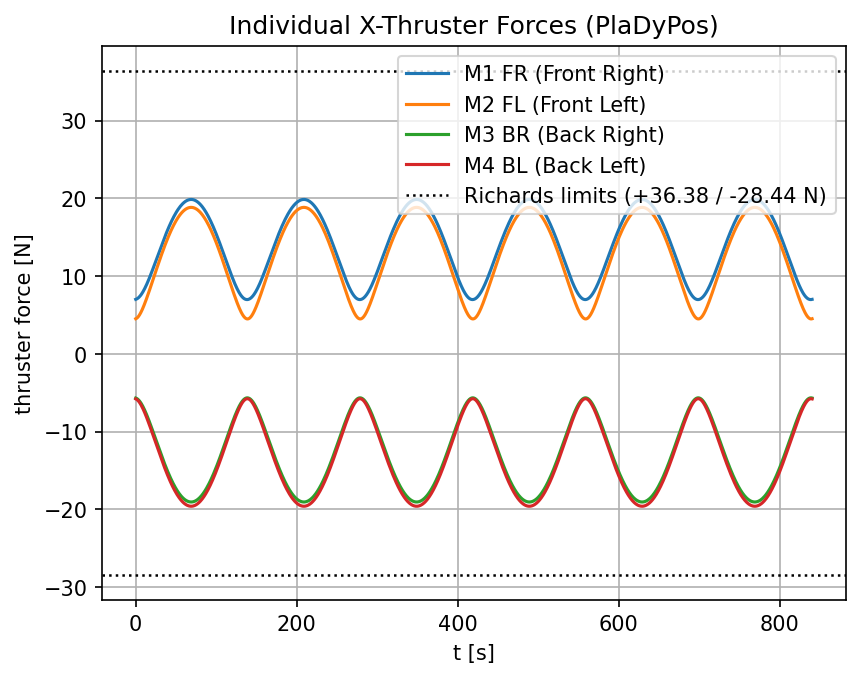 Individual X-Thruster Forces (PlaDyPos)
M1 FR (Front Right)
M2 FL (Front Left)
M3 BR (Back Right)
M4 BL (Back Left)
Richards limits (+36.38 / -28.44 N)
thruster force [N]
30
20
10
0
−10
−20
−30
0 200 400 600 800
t [s]